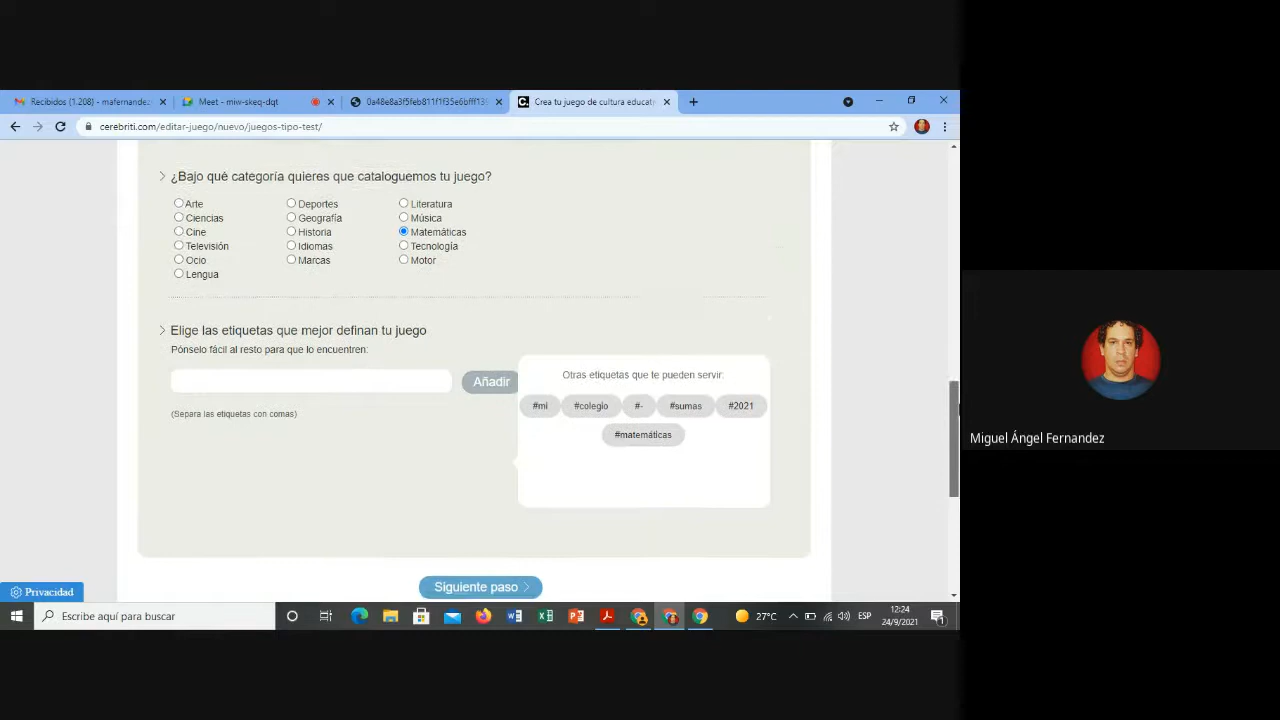 Recibidos (1.208) - mafernandez
Meet - miw-skeq-dqt
0a48e8a3f5feb811f1f35e6bfff13
Crea tu juego de cultura educati
cerebriti.com/editar-juego/nuevo/juegos-tipo-test/
¿Bajo qué categoría quieres que cataloguemos tu juego?
Arte Deportes Literatura
Ciencias Geografía Música
Cine Historia Matemáticas
Televisión Idiomas Tecnología
Ocio Marcas Motor
Lengua
Elige las etiquetas que mejor definan tu juego
Pónselo fácil al resto para que lo encuentren:
Añadir
(Separa las etiquetas con comas)
Otras etiquetas que te pueden servir:
#mi #colegio #- #sumas #2021
#matemáticas
Siguiente paso
Privacidad
Escribe aquí para buscar
27°C
ESP
12:24
24/9/2021
1
Miguel Ángel Fernandez